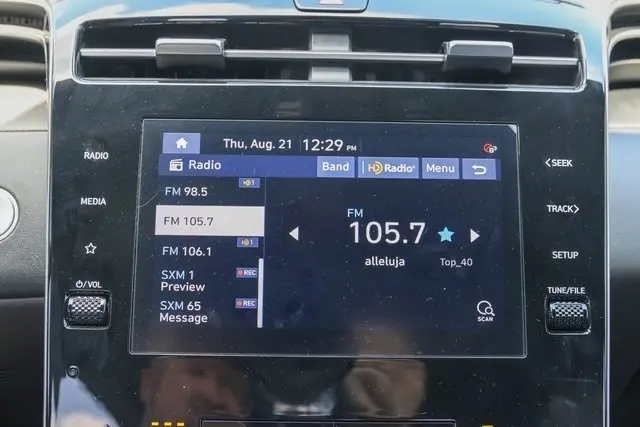 Thu, Aug. 21 12:29 PM
Radio Band HD Radio Menu
FM 98.5
FM 105.7
FM 106.1
SXM 1 REC
Preview
SXM 65 REC
Message
FM
105.7
alleluja Top_40
SCAN
RADIO
MEDIA
VOL
<SEEK
TRACK>
SETUP
TUNE/FILE